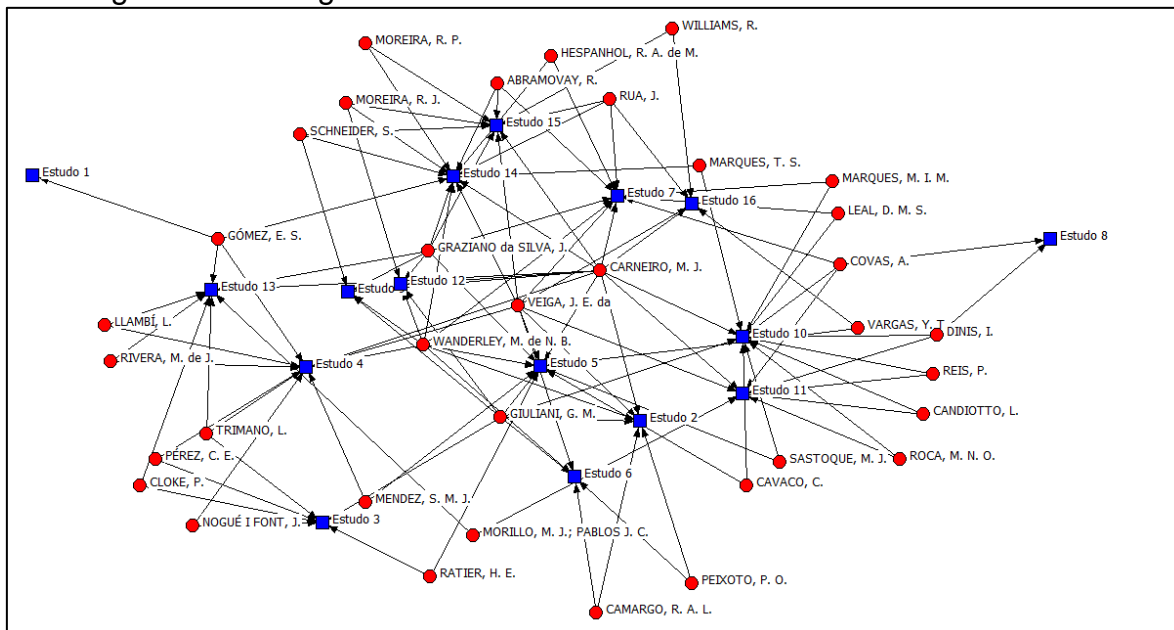 WILLIAMS, R.
MOREIRA, R. P.
HESPANHOL, R. A. de M.
ABRAMOVAY, R.
MOREIRA, R. J.
RUA, J.
Estudo 15
SCHNEIDER, S.
MARQUES, T. S.
Estudo 1
Estudo 14
MARQUES, M. I. M.
Estudo 7
Estudo 16
LEAL, D. M. S.
GÓMEZ, E. S.
Estudo 8
GRAZIANO da SILVA, J.
COVAS, A.
CARNEIRO, M. J.
Estudo 12
Estudo 13
VEIGA, J. E. da
LLAMBÍ, L.
VARGAS, Y. T
DINIS, I.
Estudo 10
WANDERLEY, M. de N. B.
RIVERA, M. de J.
Estudo 4
Estudo 5
REIS, P.
Estudo 11
CANDIOTTO, L.
GIULIANI, G. M.
Estudo 2
TRIMANO, L.
PÉREZ, C. E.
SASTOQUE, M. J.
ROCA, M. N. O.
Estudo 6
CLOKE, P.
CAVACO, C.
MENDEZ, S. M. J.
NOGUÉ I FONT, J.
Estudo 3
MORILLO, M. J.; PABLOS J. C.
RATIER, H. E.
PEIXOTO, P. O.
CAMARGO, R. A. L.